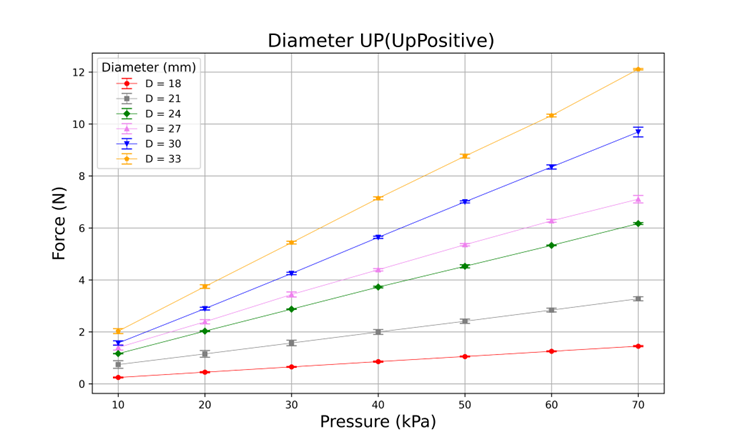 Diameter UP(UpPositive)
Diameter (mm)
D = 18
D = 21
D = 24
D = 27
D = 30
D = 33
12
10
8
6
4
2
0
Force (N)
10 20 30 40 50 60 70
Pressure (kPa)